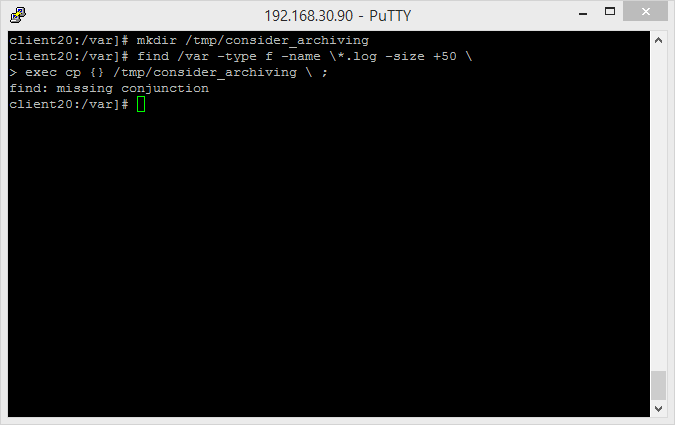 192.168.30.90 - PuTTY
client20:/var]# mkdir /tmp/consider_archiving
client20:/var]# find /var -type f -name \*.log -size +50 \
> exec cp {} /tmp/consider_archiving \ ;
find: missing conjunction
client20:/var]#